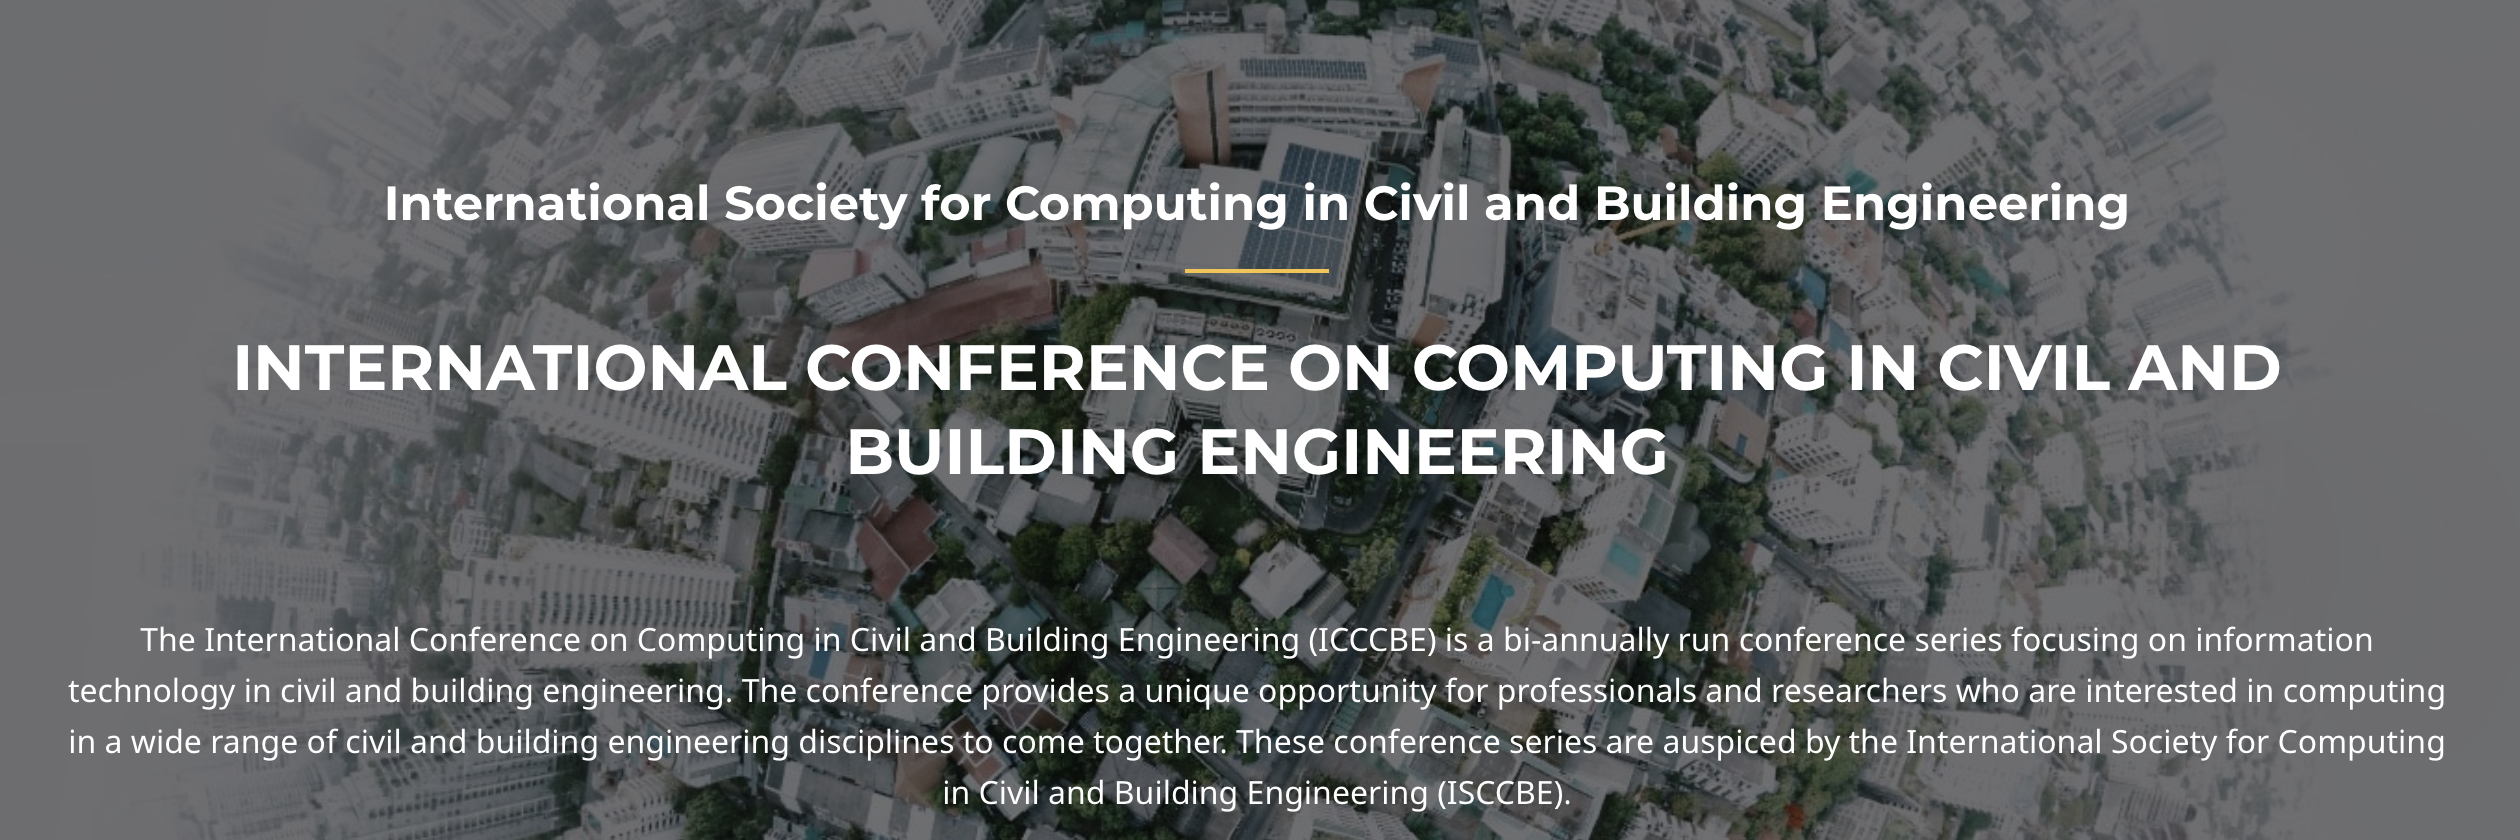 International Society for Computing in Civil and Building Engineering
INTERNATIONAL CONFERENCE ON COMPUTING IN CIVIL AND
BUILDING ENGINEERING
The International Conference on Computing in Civil and Building Engineering (ICCCBE) is a bi-annually run conference series focusing on information
technology in civil and building engineering. The conference provides a unique opportunity for professionals and researchers who are interested in computing
in a wide range of civil and building engineering disciplines to come together. These conference series are auspiced by the International Society for Computing
in Civil and Building Engineering (ISCCBE).